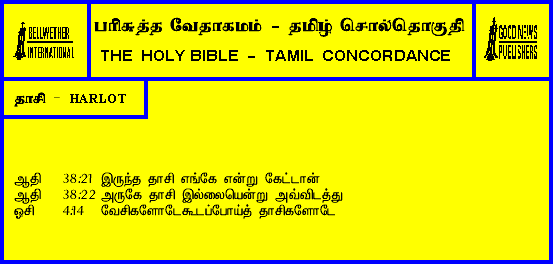 BELLWETHER
INTERNATIONAL
பரிசுத்த வேதாகமம் - தமிழ் சொல்தொகுதி
THE HOLY BIBLE - TAMIL CONCORDANCE
GOOD NEWS
PUBLISHERS
தாசி - HARLOT
ஆதி 38:21 இருந்த தாசி எங்கே என்று கேட்டான்
ஆதி 38:22 அருகே தாசி இல்லையென்று அவ்விடத்து
ஓசி 4:14 வேசிகளோடேகூடப்போய்த் தாசிகளோடே